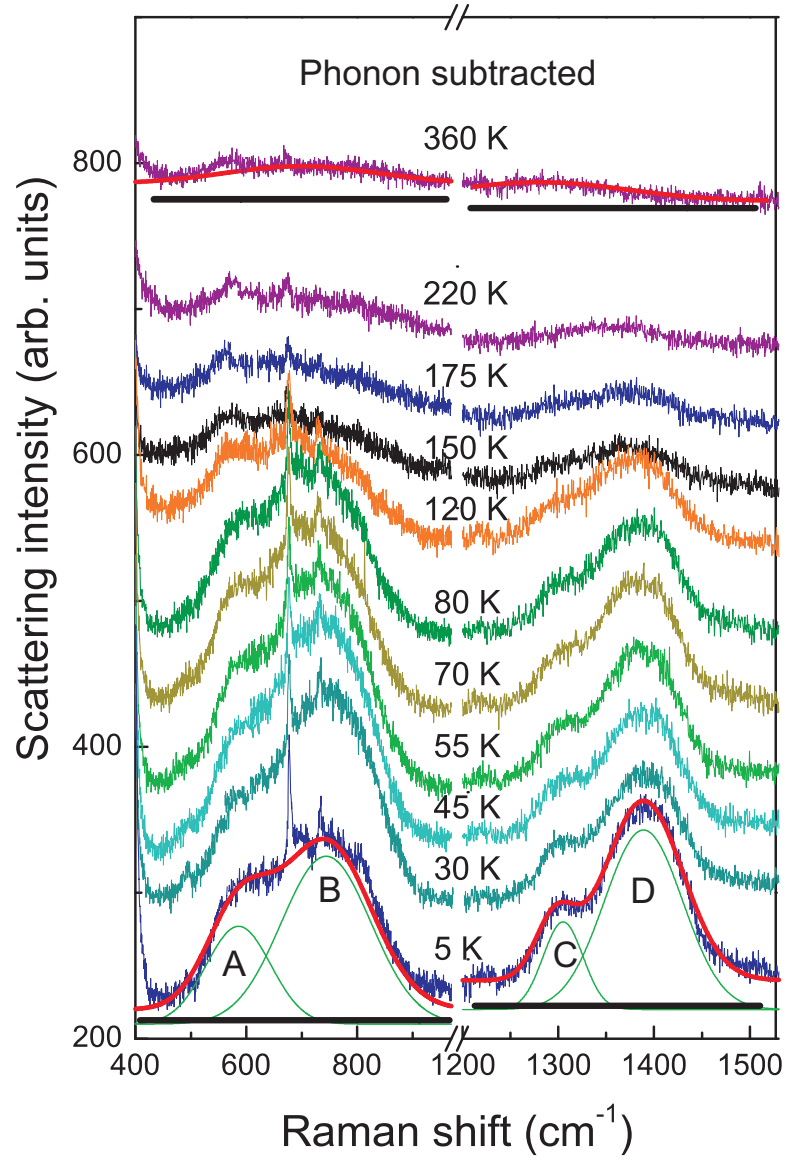 Phonon subtracted
360 K
800
220 K
175 K
150 K
600
120 K
80 K
70 K
55 K
400
45 K
30 K
B
D
5 K
A
C
200
400 600 800 1200 1300 1400 1500
Raman shift (cm-1)
Scattering intensity (arb. units)